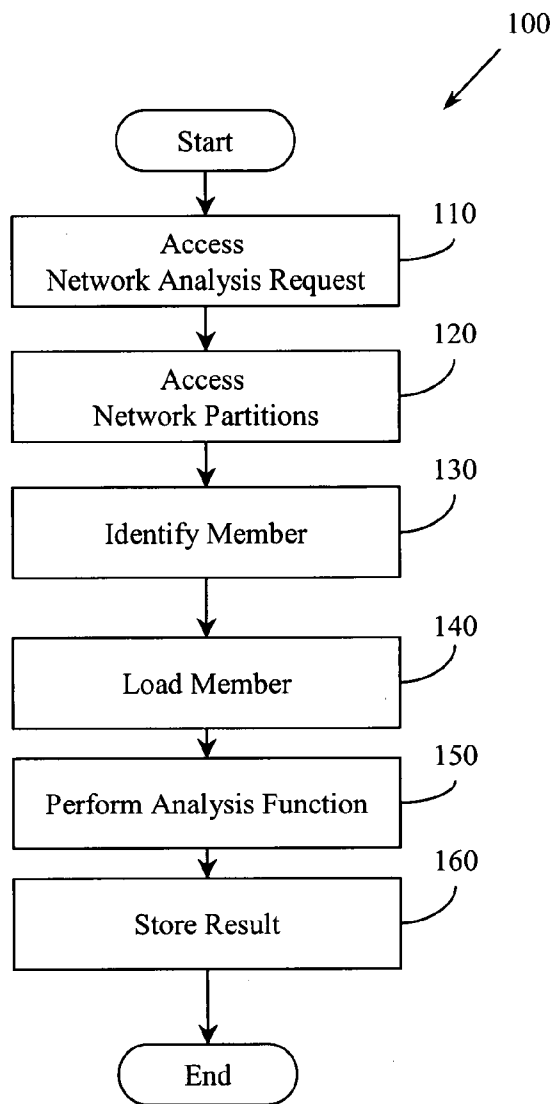 100
Start
110
Access
Network Analysis Request
120
Access
Network Partitions
130
Identify Member
140
Load Member
150
Perform Analysis Function
160
Store Result
End